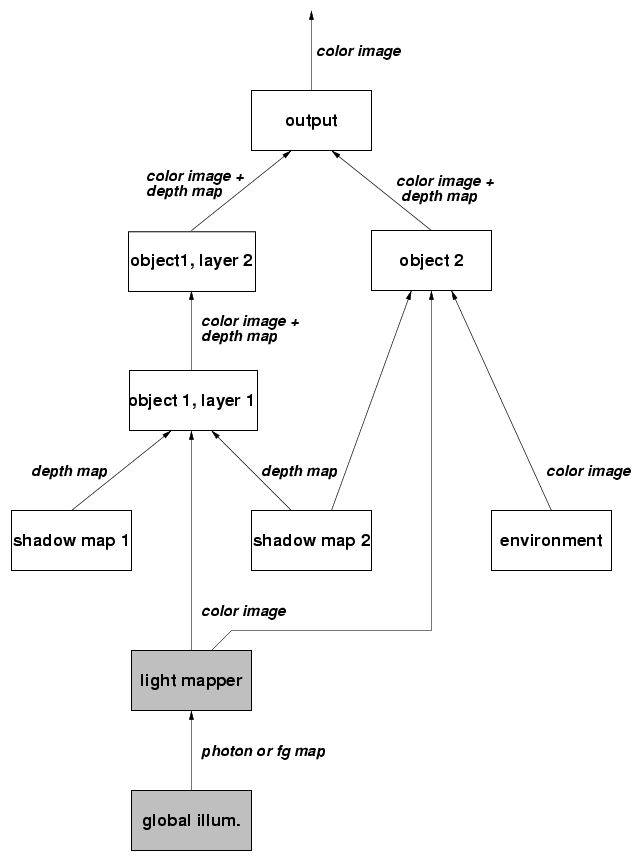 color image
output
color image +
depth map
color image +
depth map
object1, layer 2
object 2
color image +
depth map
object 1, layer 1
depth map
depth map
color image
shadow map 1
shadow map 2
environment
color image
light mapper
photon or fg map
global illum.